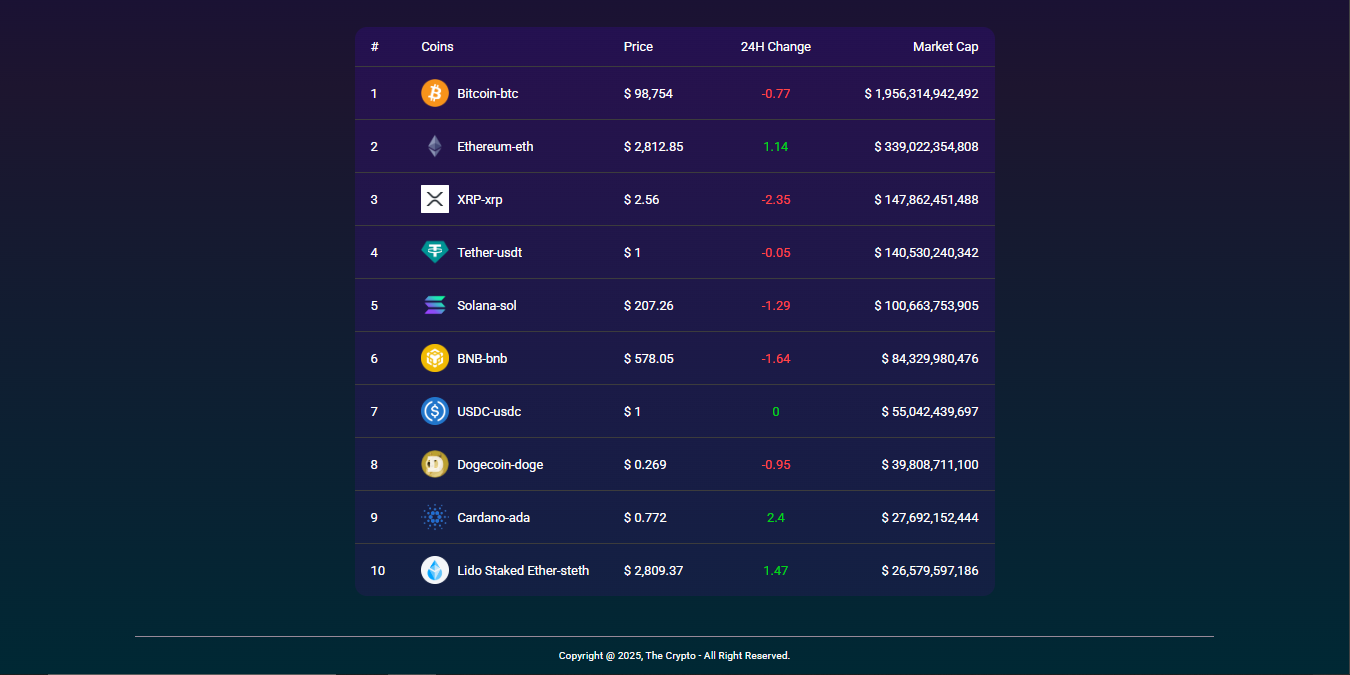 # Coins Price 24H Change Market Cap
1 Bitcoin-btc $ 98,754 -0.77 $ 1,956,314,942,492
2 Ethereum-eth $ 2,812.85 1.14 $ 339,022,354,808
3 XRP-xrp $ 2.56 -2.35 $ 147,862,451,488
4 Tether-usdt $ 1 -0.05 $ 140,530,240,342
5 Solana-sol $ 207.26 -1.29 $ 100,663,753,905
6 BNB-bnb $ 578.05 -1.64 $ 84,329,980,476
7 USDC-usdc $ 1 0 $ 55,042,439,697
8 Dogecoin-doge $ 0.269 -0.95 $ 39,808,711,100
9 Cardano-ada $ 0.772 2.4 $ 27,692,152,444
10 Lido Staked Ether-steth $ 2,809.37 1.47 $ 26,579,597,186
Copyright @ 2025, The Crypto - All Right Reserved.